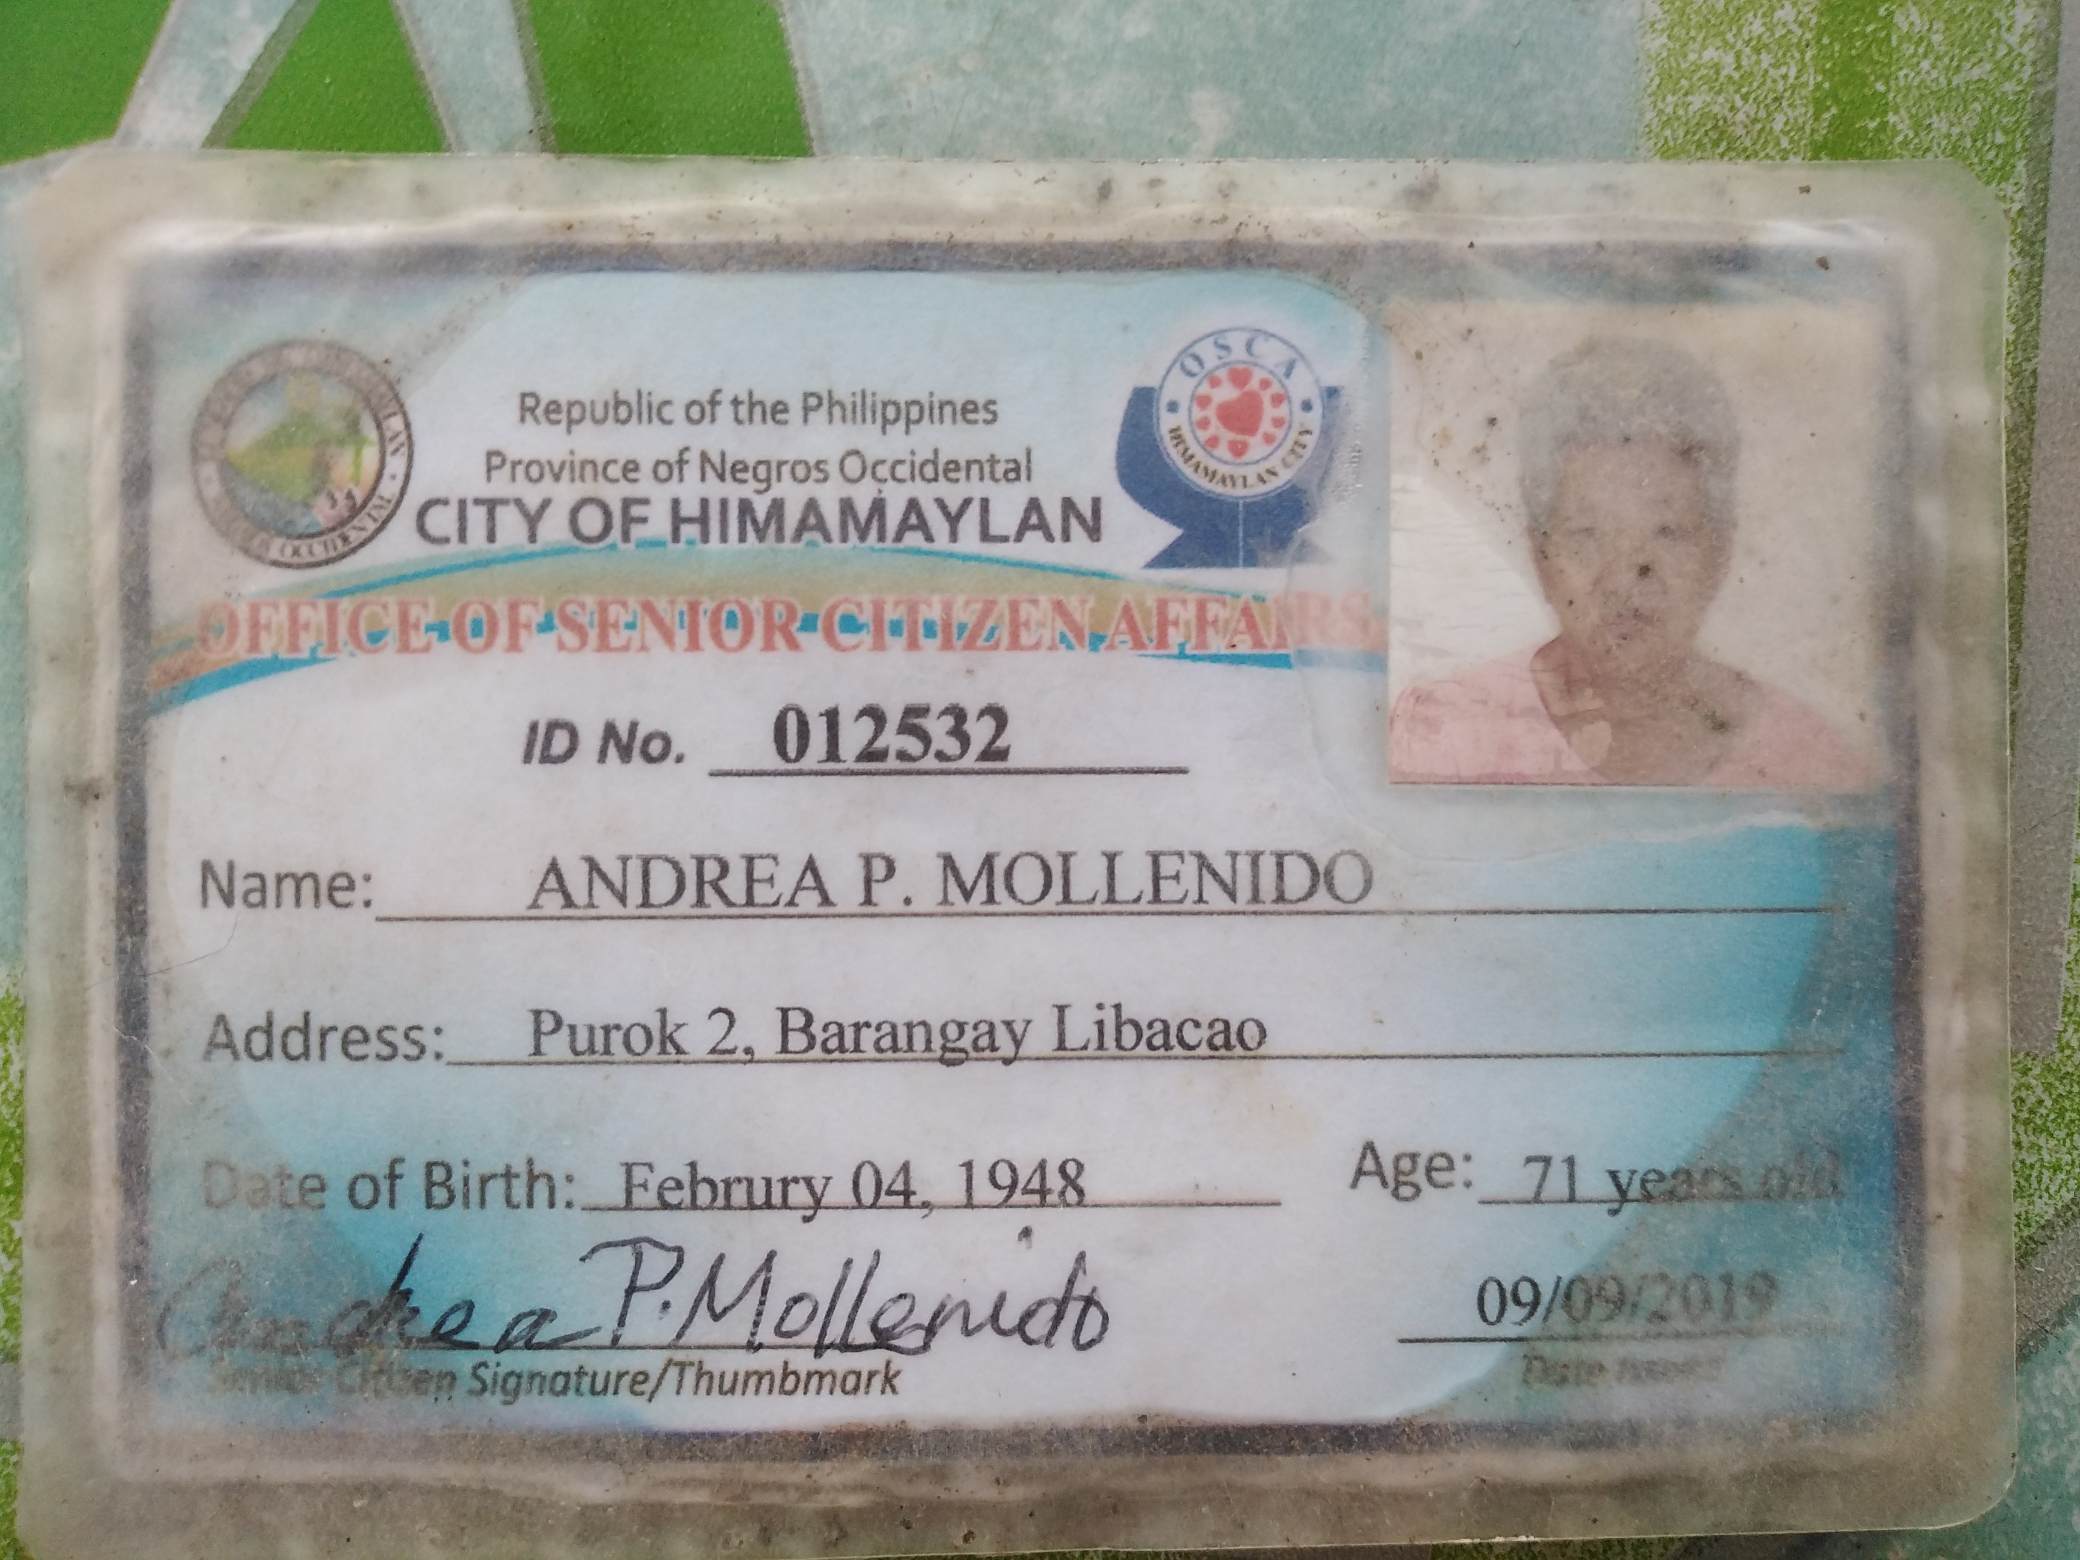 Republic of the Philippines
Province of Negros Occidental
CITY OF HIMAMAYLAN
OCCIDENTAL
OSCA
HIMAMAYLAN CITY
OFFICE OF SENIOR CITIZEN AFFAIRS
ID No. 012532
Name: ANDREA P. MOLLENIDO
Address: Purok 2, Barangay Libacao
Date of Birth: Februry 04, 1948 Age: 71 years old
Andrea P. Mollenido
Senior Citizen Signature/Thumbmark
09/09/2019
Date Issued